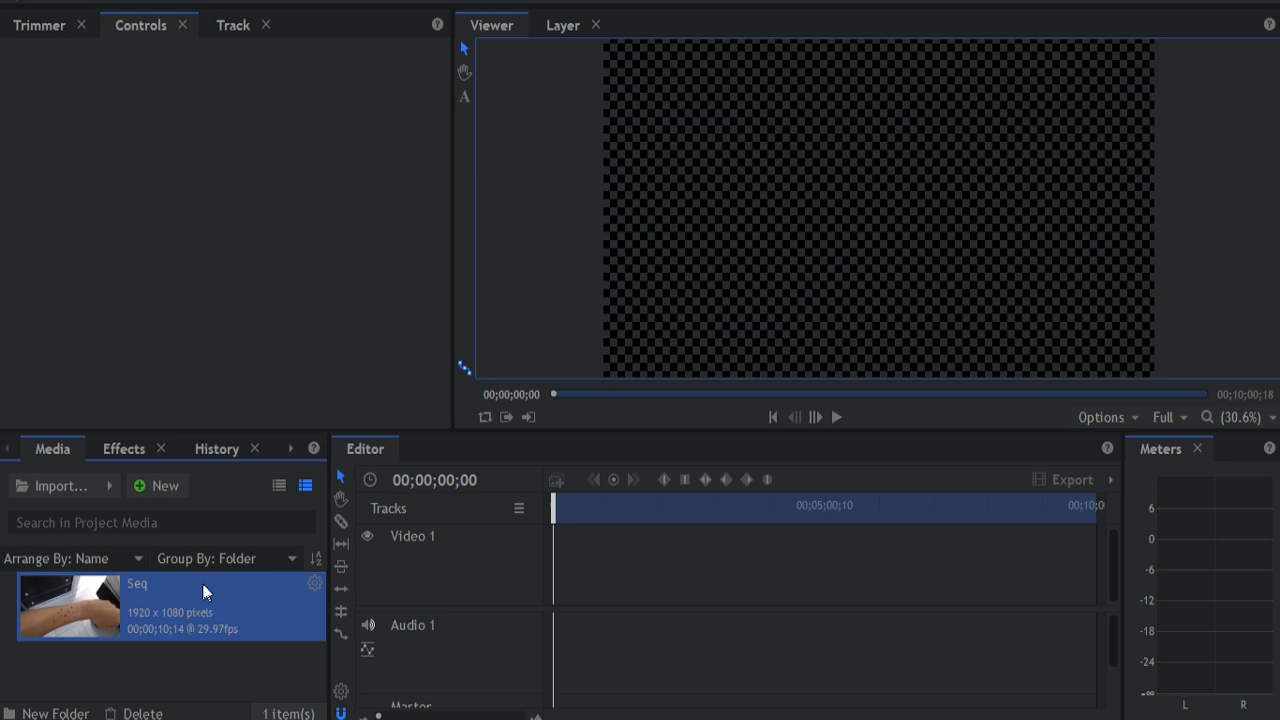 Trimmer Controls Track
Viewer Layer
A
00;00;00;00 00;10;00;18
Options Full (30.6%)
Media Effects History
Import... New
Search in Project Media
Arrange By: Name Group By: Folder
Seq
1920 x 1080 pixels
00;00;10;14 @ 29.97fps
New Folder Delete 1 item(s)
Editor
00;00;00;00 Export
Tracks 00;05;00;10 00;10;0
Video 1
Audio 1
Master
Meters
6
0
-6
-12
-18
-24
-∞
L R